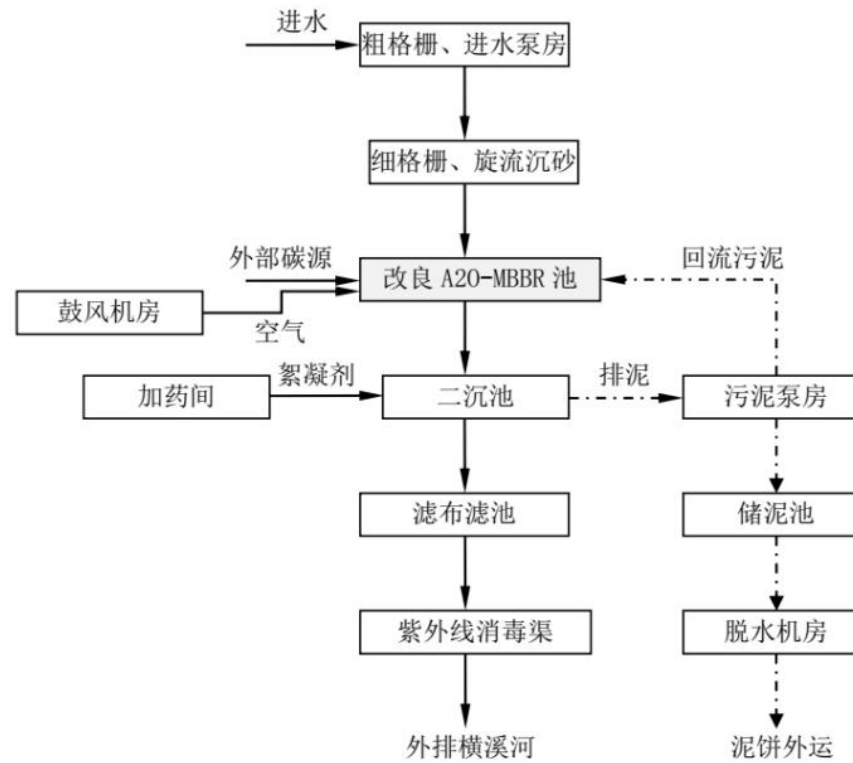 进水
粗格栅、进水泵房
细格栅、旋流沉砂
外部碳源
改良 A2O-MBBR 池
回流污泥
鼓风机房
空气
加药间
絮凝剂
二沉池
排泥
污泥泵房
滤布滤池
储泥池
紫外线消毒渠
脱水机房
外排横溪河
泥饼外运